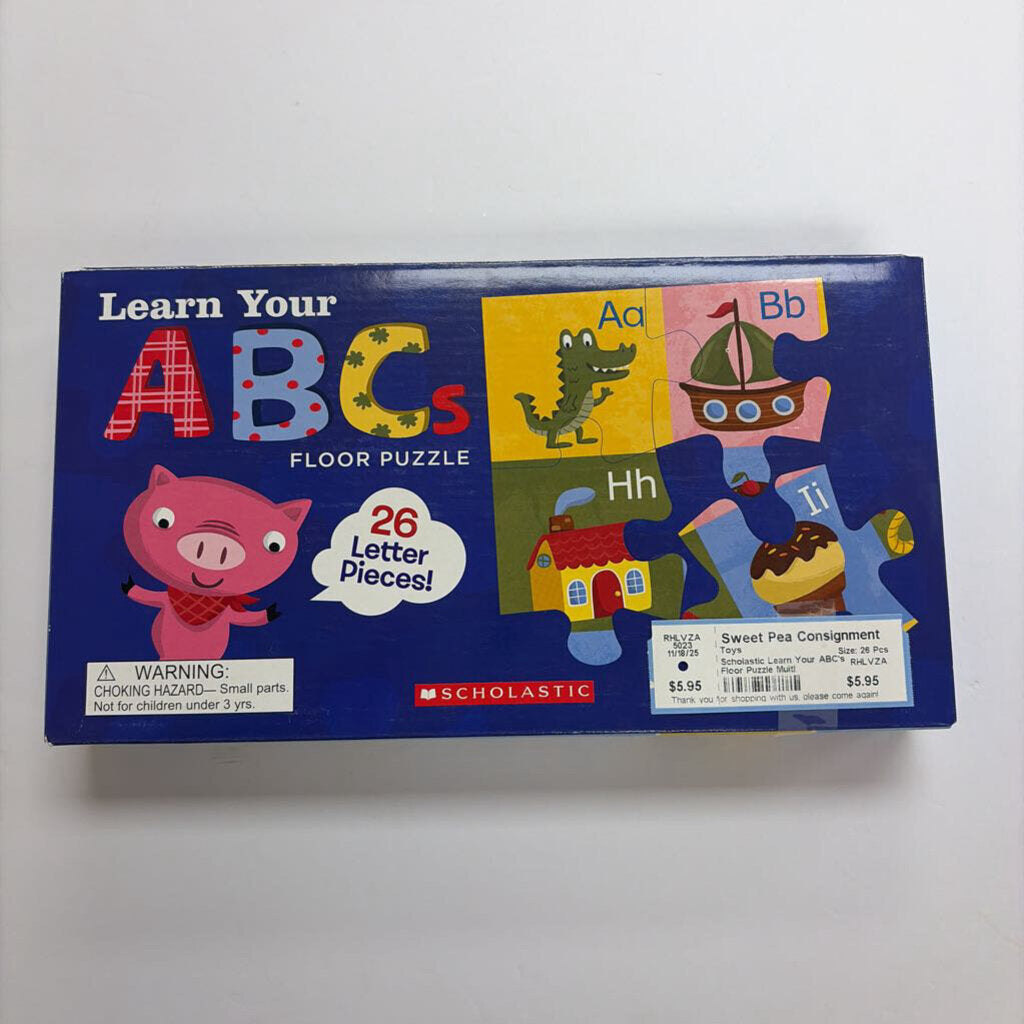 Learn Your
ABCs
FLOOR PUZZLE
26
Letter
Pieces!
Aa
Bb
Hh
Ii
⚠ WARNING:
CHOKING HAZARD— Small parts.
Not for children under 3 yrs.
SCHOLASTIC
RHLVZA
5023
11/18/25
$5.95
Sweet Pea Consignment
Toys Size: 26 Pcs
Scholastic Learn Your ABC's RHLVZA
Floor Puzzle Multi
$5.95
Thank you for shopping with us, please come again!